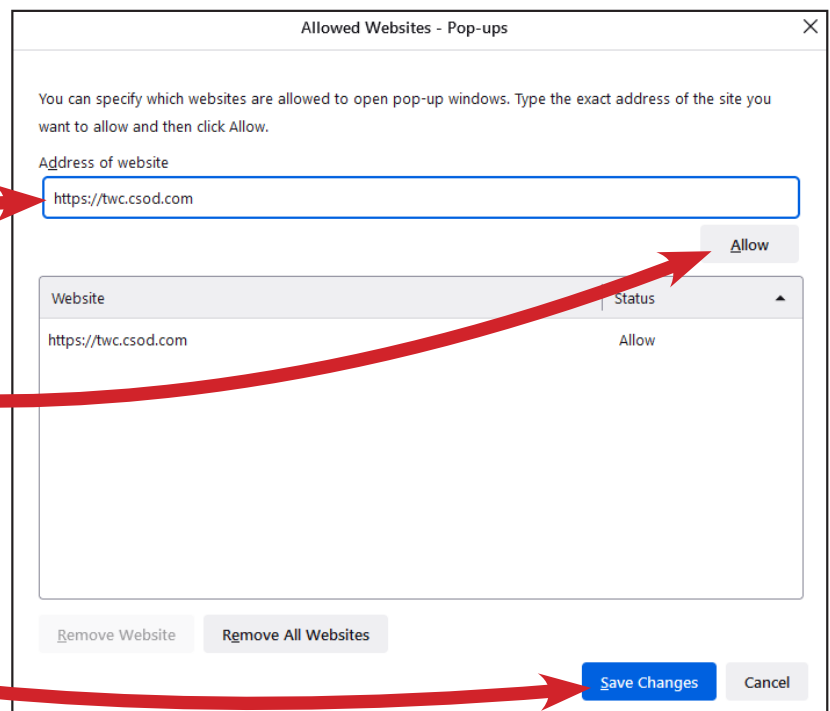 Allowed Websites - Pop-ups
You can specify which websites are allowed to open pop-up windows. Type the exact address of the site you
want to allow and then click Allow.
Address of website
https://twc.csod.com
Allow
Website Status
https://twc.csod.com Allow
Remove Website Remove All Websites
Save Changes Cancel